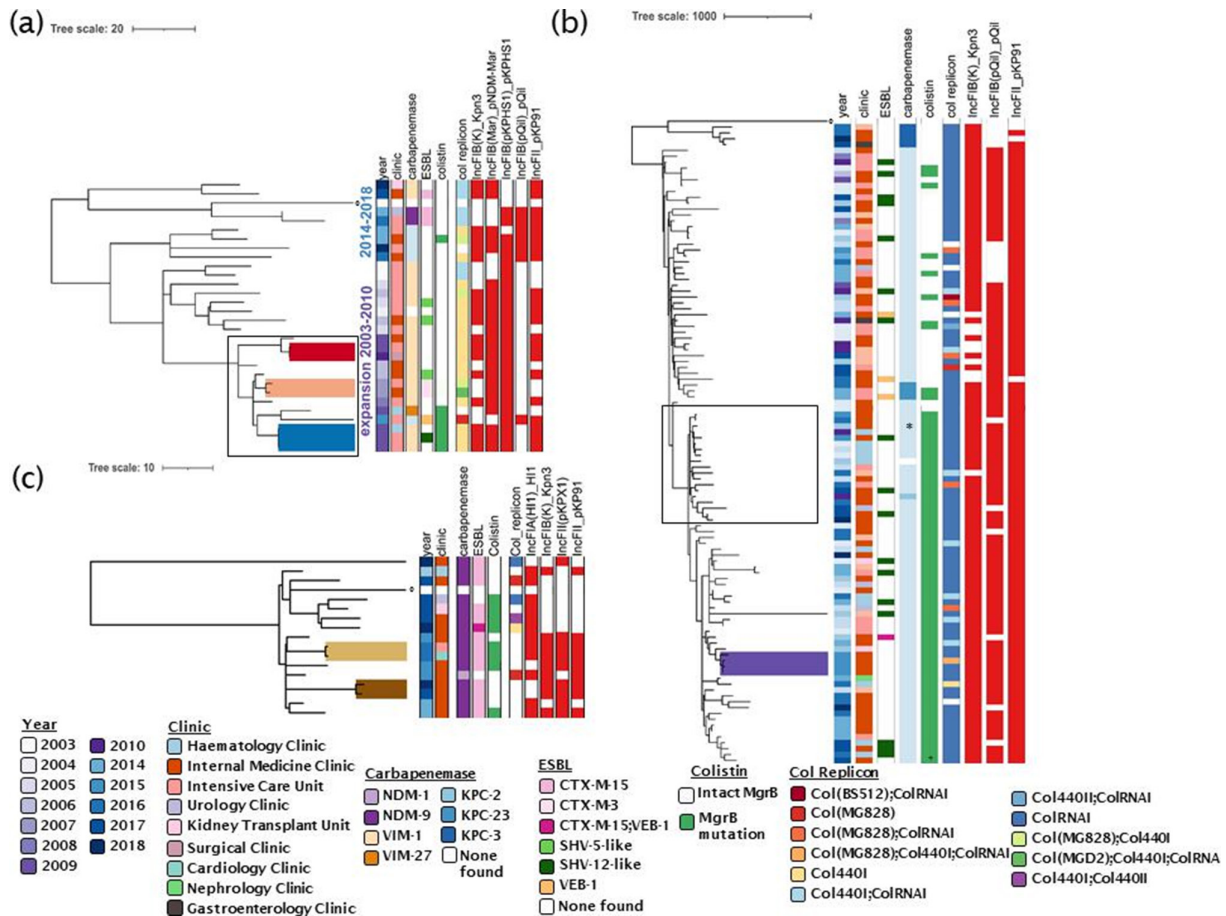 (a)
Tree scale: 20
year
clinic
carbapenemase
ESBL
colistin
col replicon
IncFIB(K)_Kpn3
IncFIB(Mar)_pNDM-Mar
IncFIB(pKPHS1)_pKPHS1
IncFIB(pQil)_pQil
IncFII_pKP91
2014-2018
expansion 2003-2010
(b)
Tree scale: 1000
year
clinic
ESBL
carbapenemase
colistin
col replicon
IncFIB(K)_Kpn3
IncFIB(pQil)_pQil
IncFII_pKP91
*
(c)
Tree scale: 10
year
clinic
carbapenemase
ESBL
Colistin
Col_replicon
IncFIA(HI1)_HI1
IncFIB(K)_Kpn3
IncFII(pKPX1)
IncFII_pKP91
Year
2003
2004
2005
2006
2007
2008
2009
2010
2014
2015
2016
2017
2018
Clinic
Haematology Clinic
Internal Medicine Clinic
Intensive Care Unit
Urology Clinic
Kidney Transplant Unit
Surgical Clinic
Cardiology Clinic
Nephrology Clinic
Gastroenterology Clinic
Carbapenemase
NDM-1
NDM-9
VIM-1
VIM-27
KPC-2
KPC-23
KPC-3
None
found
ESBL
CTX-M-15
CTX-M-3
CTX-M-15;VEB-1
SHV-5-like
SHV-12-like
VEB-1
None found
Colistin
Intact MgrB
MgrB
mutation
Col Replicon
Col(BS512);ColRNAI
Col(MG828)
Col(MG828);ColRNAI
Col(MG828);Col440I;ColRNAI
Col440I
Col440I;ColRNAI
Col440II;ColRNAI
ColRNAI
Col(MG828);Col440I
Col(MGD2);Col440I;ColRNA
Col440I;Col440II